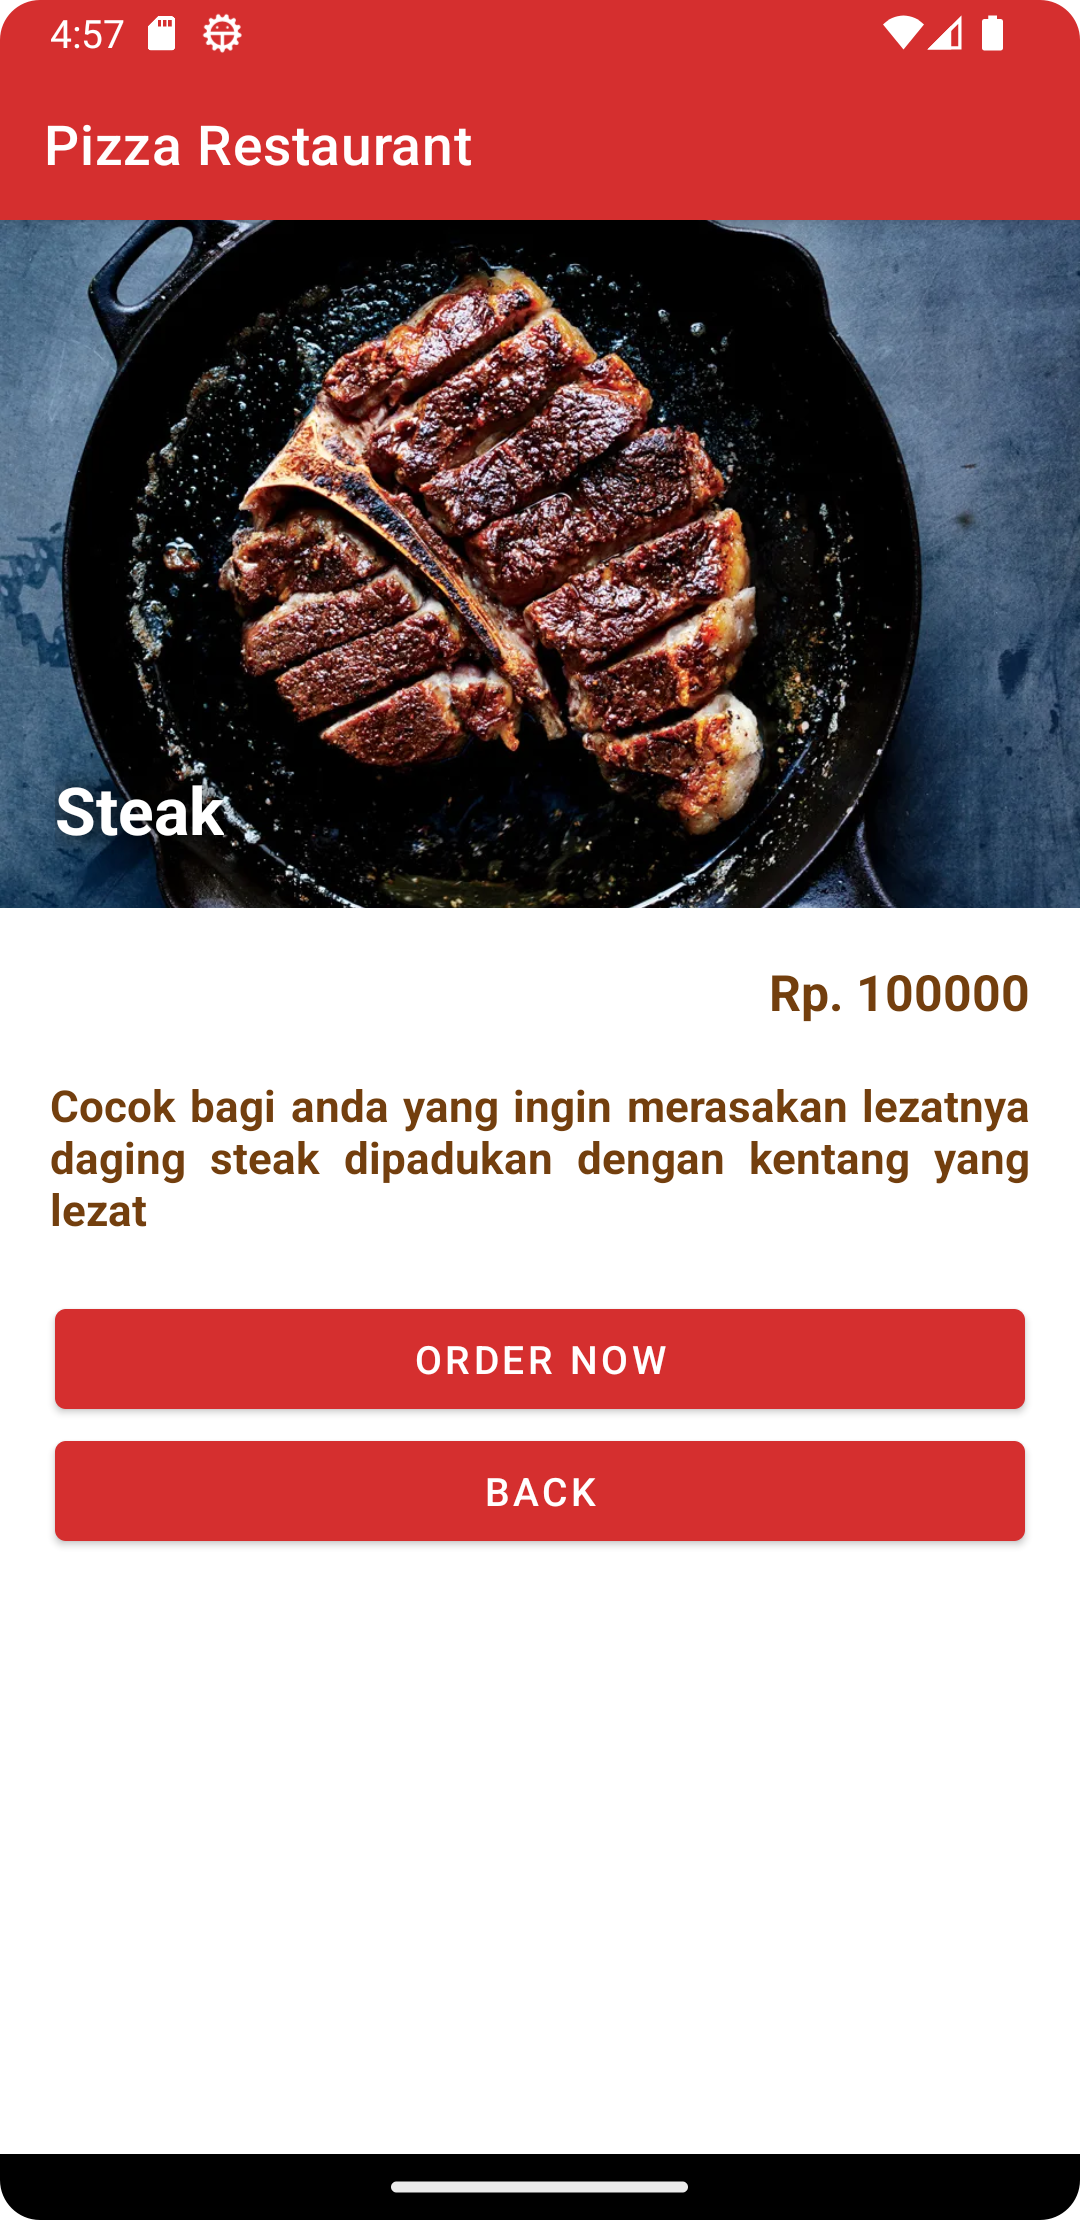 4:57
Pizza Restaurant
Steak
Rp. 100000
Cocok bagi anda yang ingin merasakan lezatnya
daging steak dipadukan dengan kentang yang
lezat
ORDER NOW
BACK